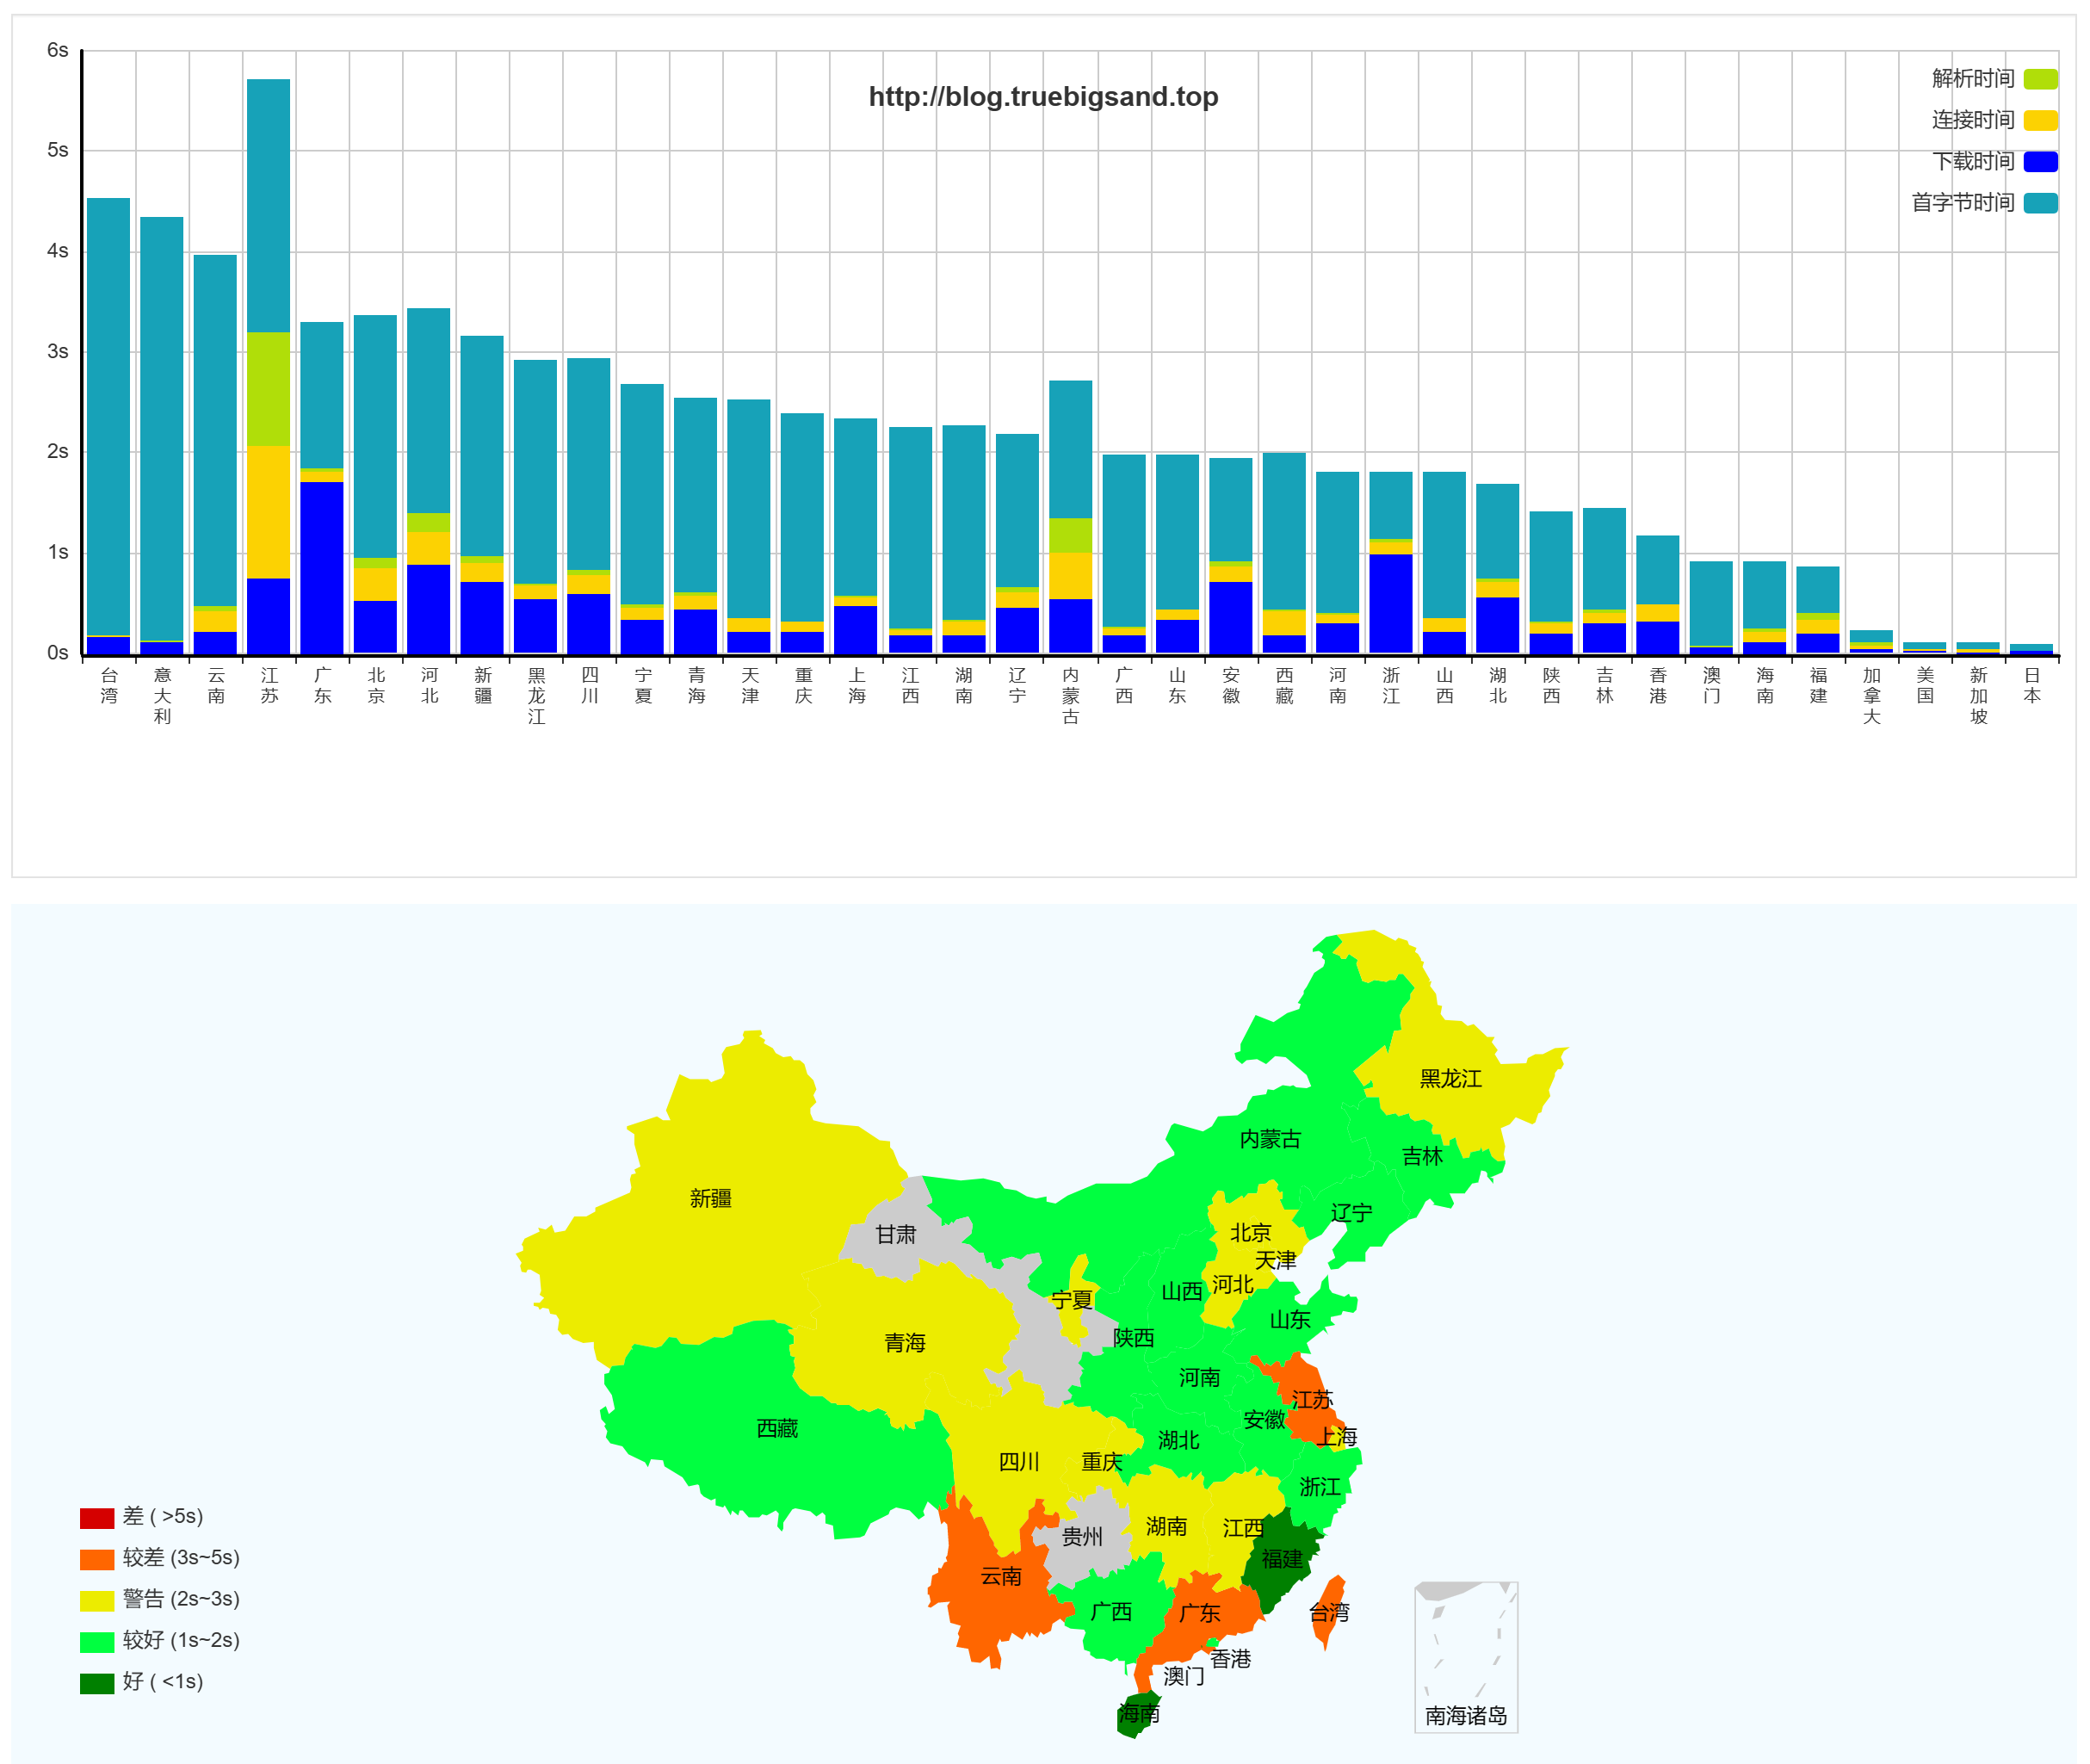 6s
5s
4s
3s
2s
1s
0s
http://blog.truebigsand.top
解析时间
连接时间
下载时间
首字节时间
台湾
意大利
云南
江苏
广东
北京
河北
新疆
黑龙江
四川
宁夏
青海
天津
重庆
上海
江西
湖南
辽宁
内蒙古
广西
山东
安徽
西藏
河南
浙江
山西
湖北
陕西
吉林
香港
澳门
海南
福建
加拿大
美国
新加坡
日本
黑龙江
内蒙古
吉林
新疆
辽宁
甘肃
北京
天津
河北
山西
宁夏
山东
陕西
青海
河南
江苏
安徽
西藏
上海
湖北
四川
重庆
浙江
湖南
江西
贵州
福建
云南
广西
广东
台湾
香港
澳门
海南
南海诸岛
差 ( >5s)
较差 (3s~5s)
警告 (2s~3s)
较好 (1s~2s)
好 ( <1s)